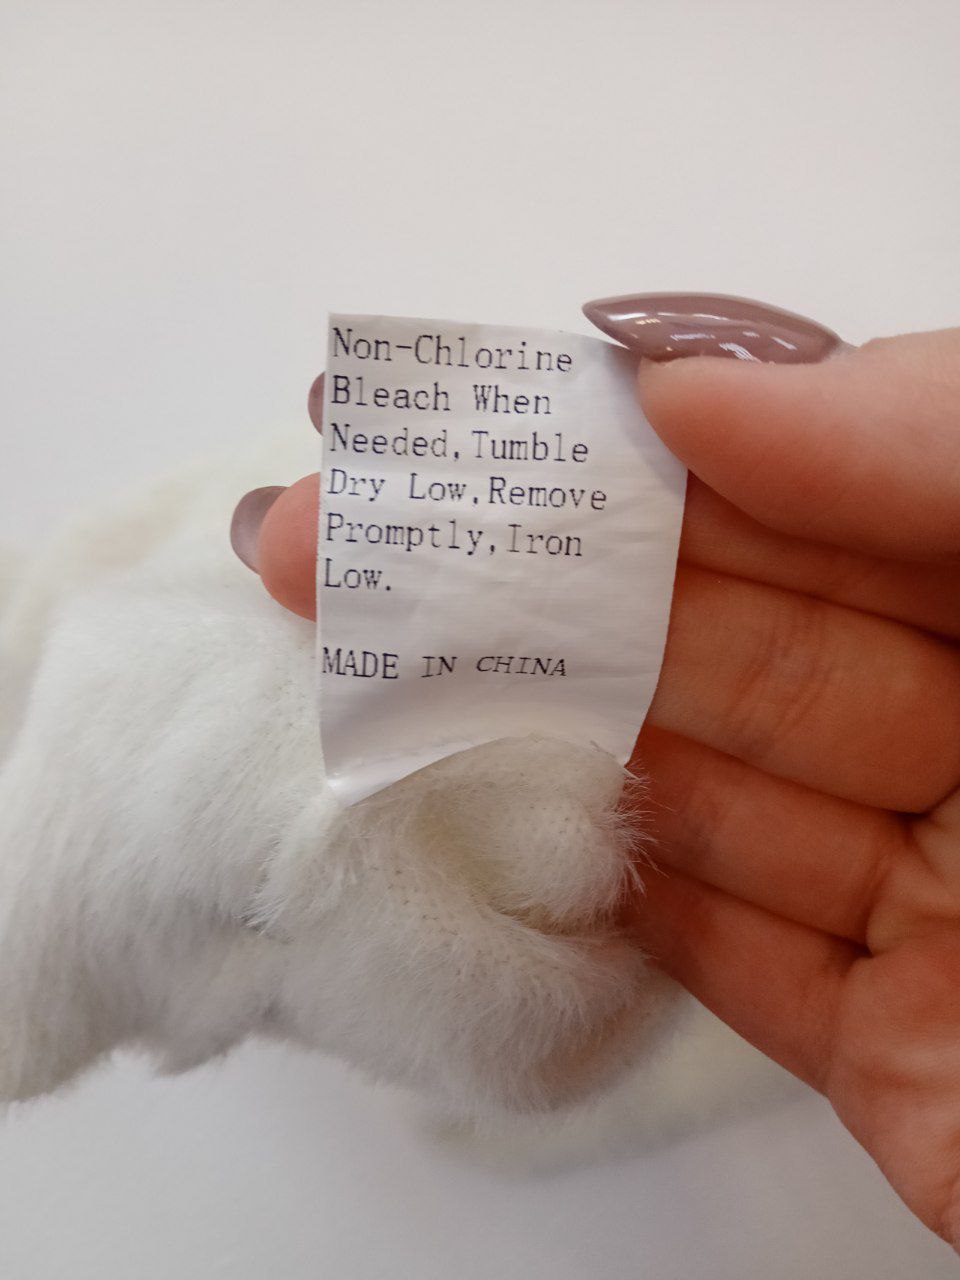 Non-Chlorine
Bleach When
Needed,Tumble
Dry Low,Remove
Promptly,Iron
Low.
MADE IN CHINA